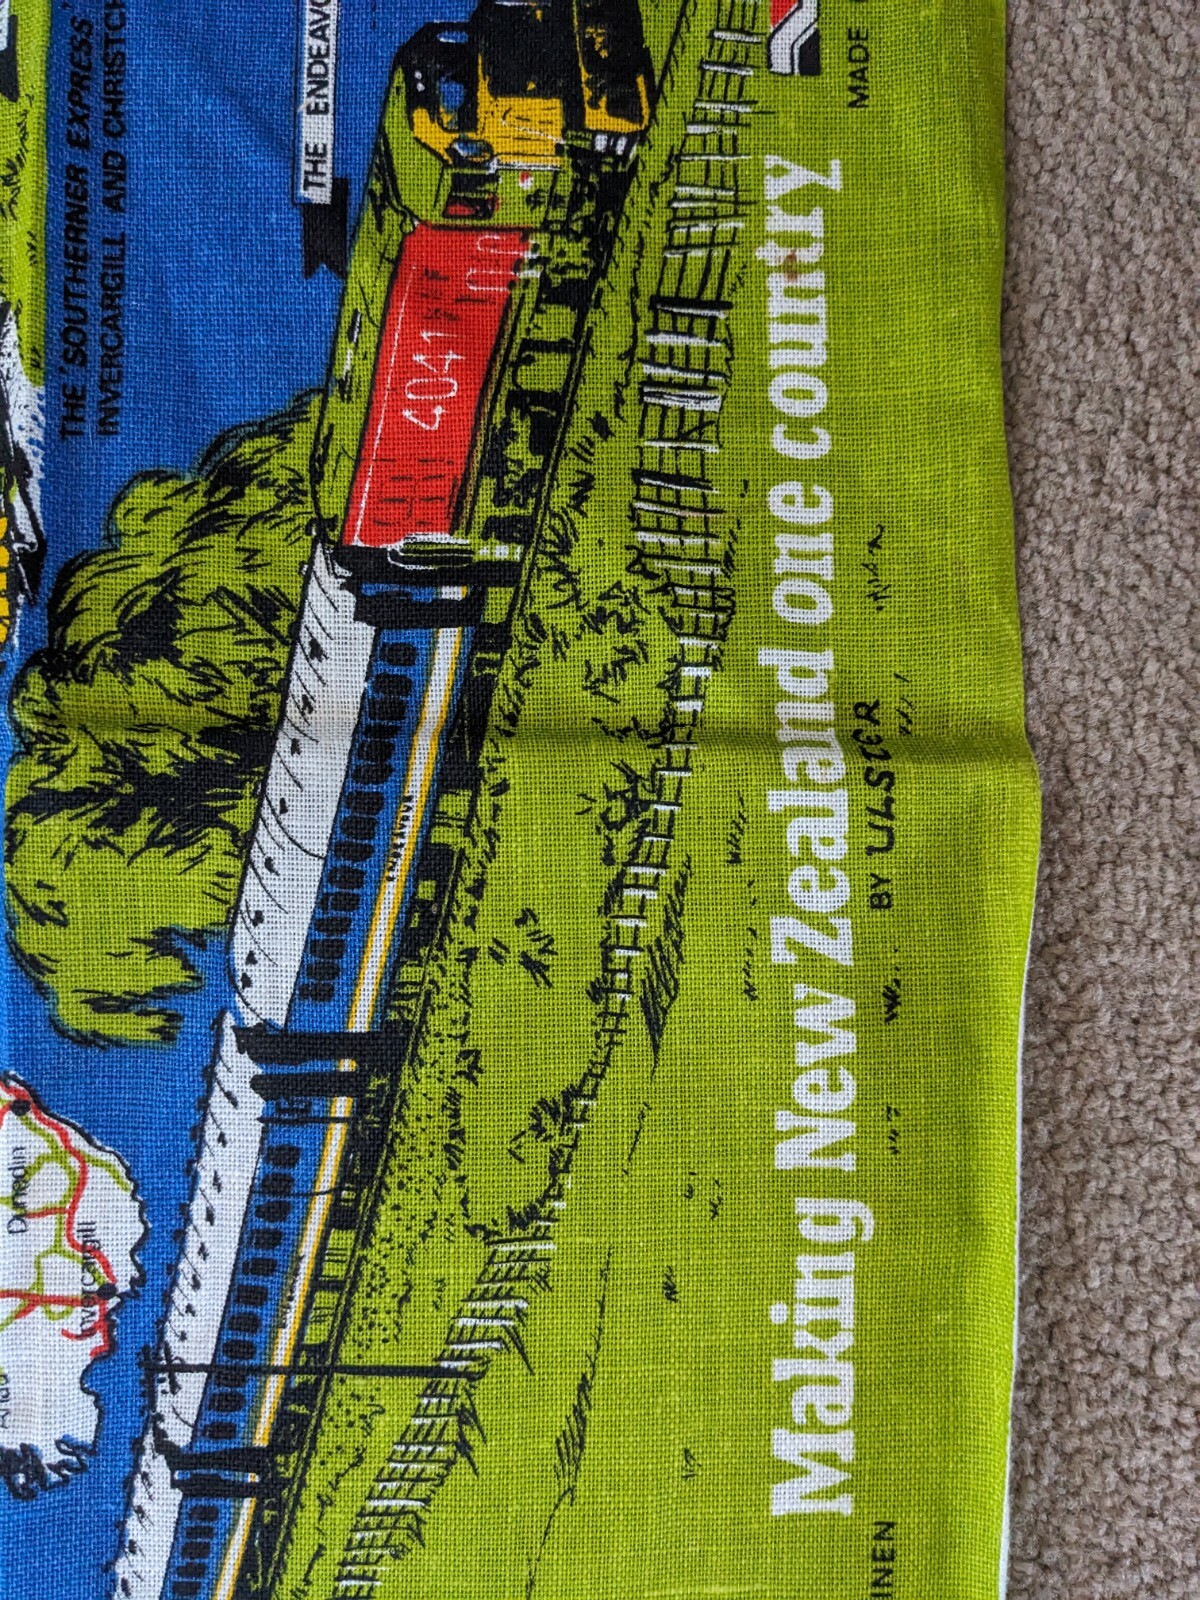 THE 'SOUTHERNER EXPRESS'
INVERCARGILL AND CHRISTCH
THE ENDEAVO
4041
Dunedin
Invercargill
Making New Zealand one country
INEN
BY ULSTER
MADE